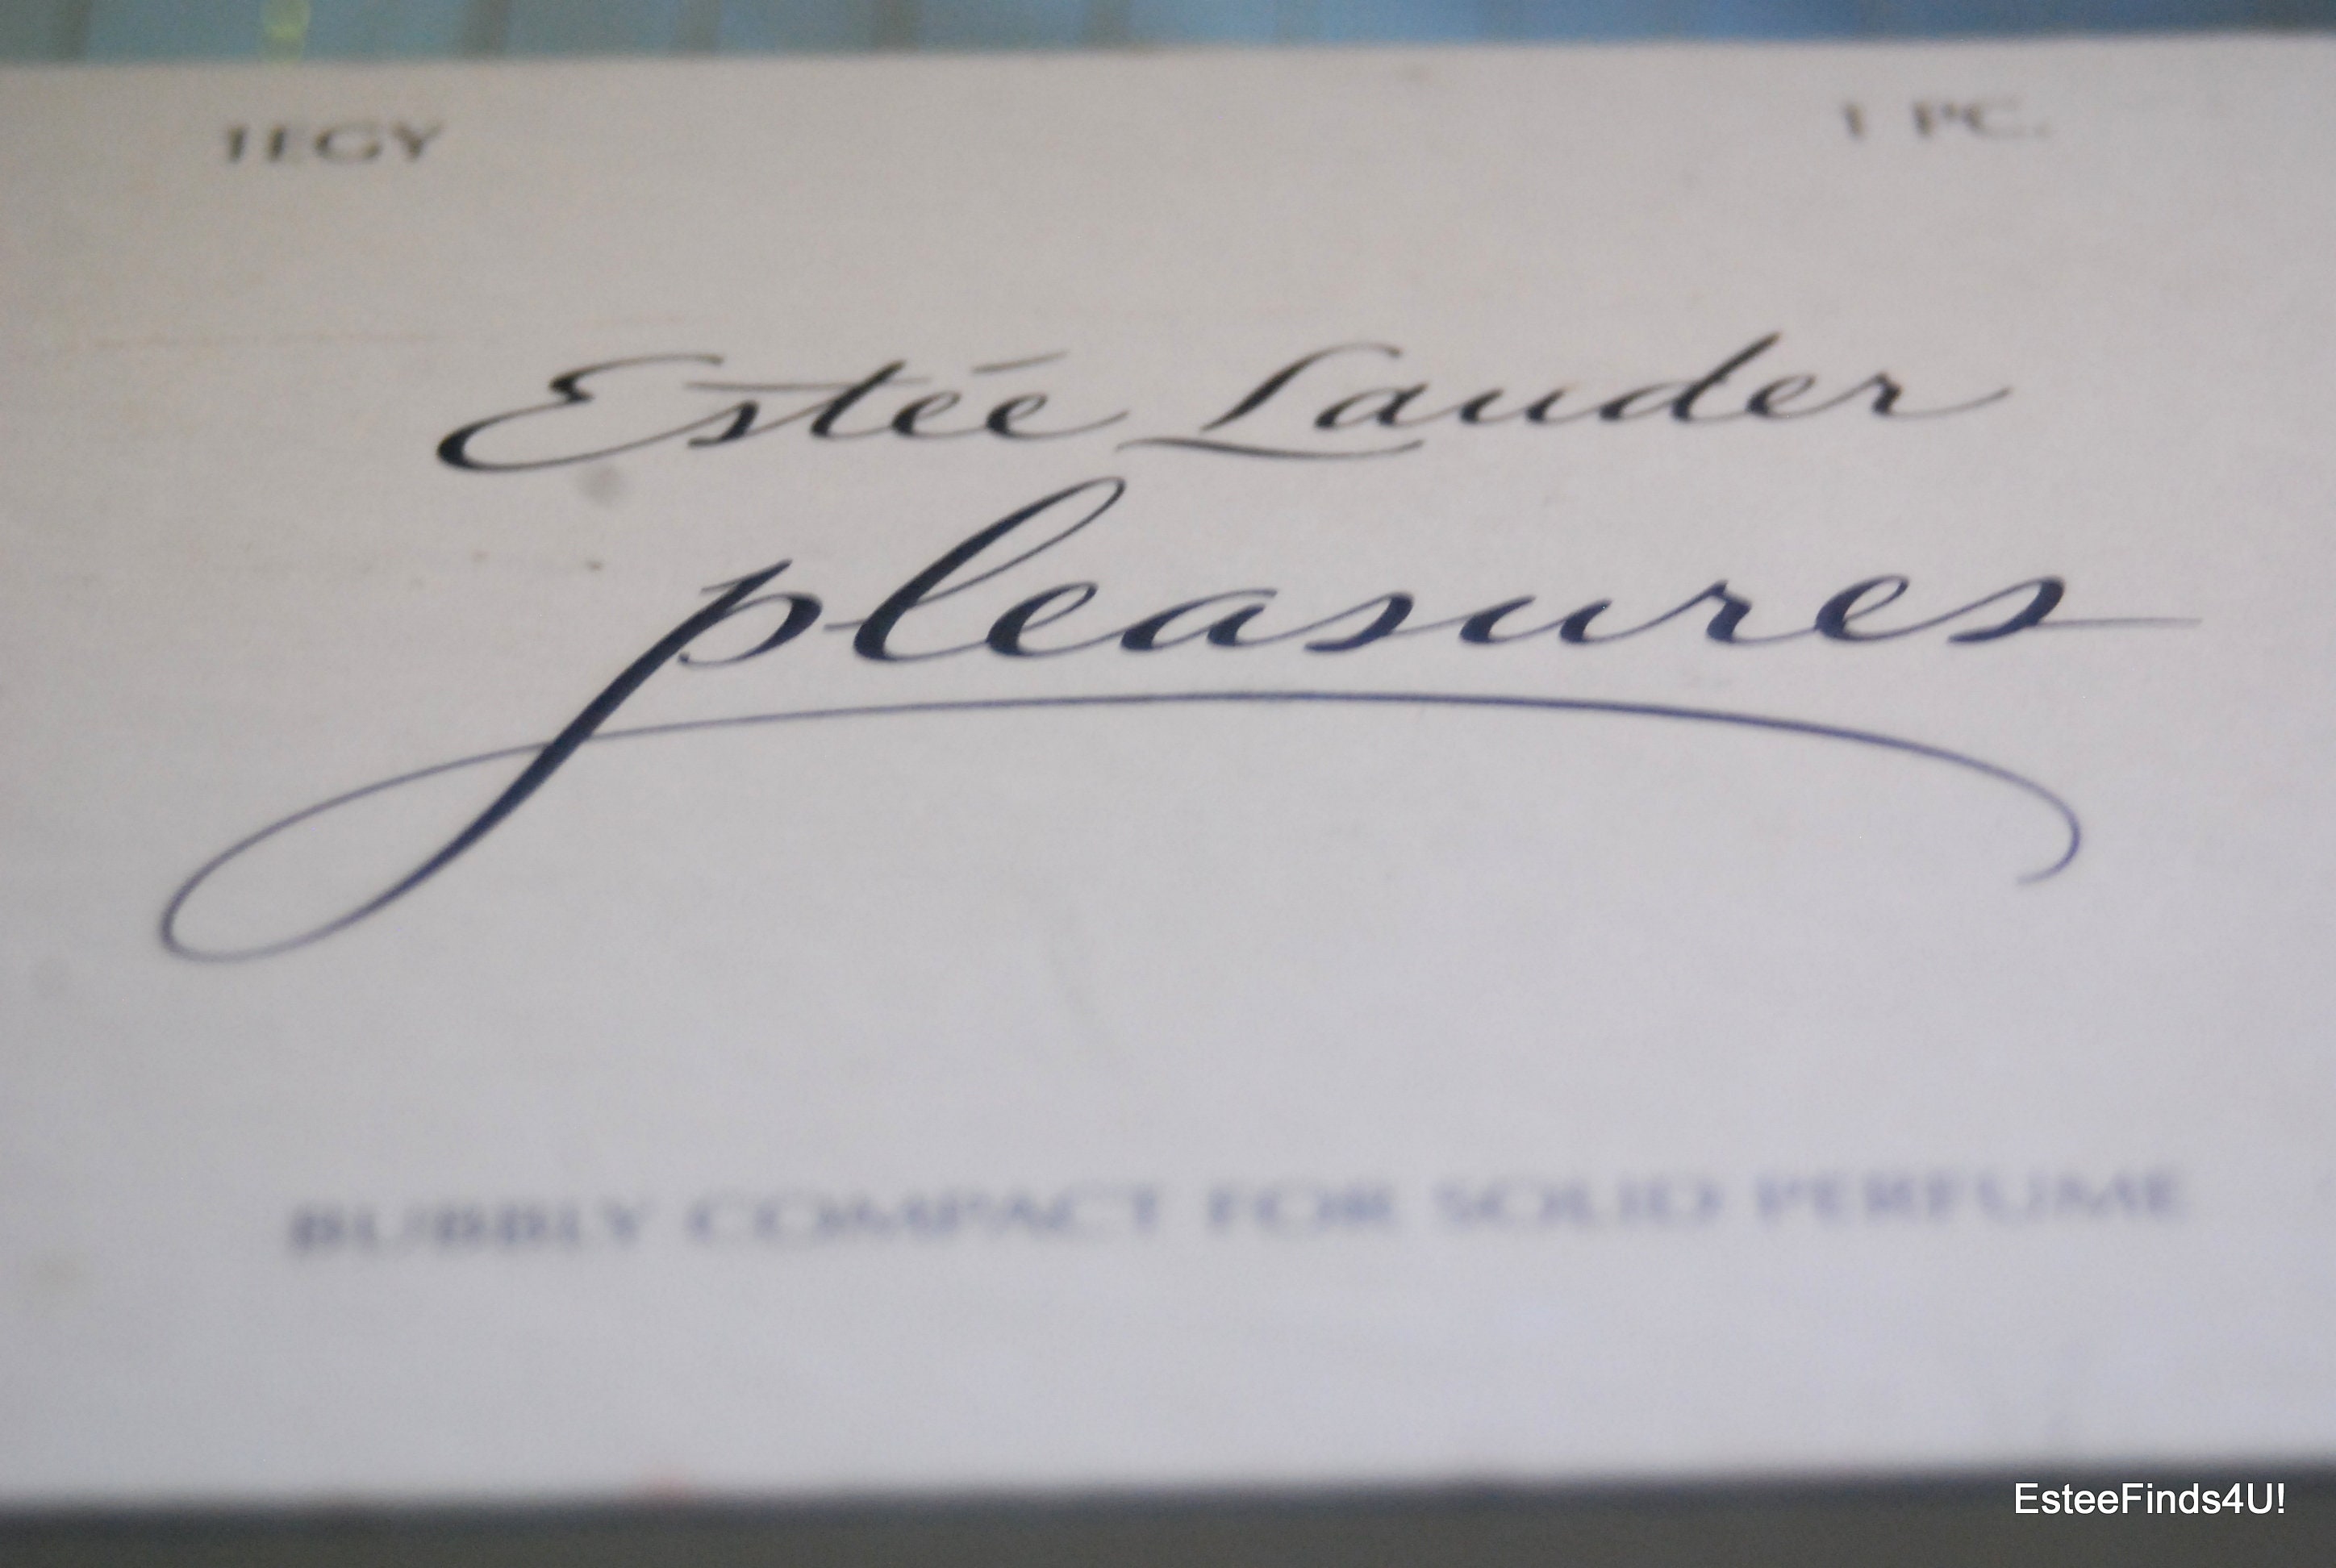 1EGY 1 PC.
Estée Lauder
pleasures
BUBBLY COMPACT FOR SOLID PERFUME
EsteeFinds4U!